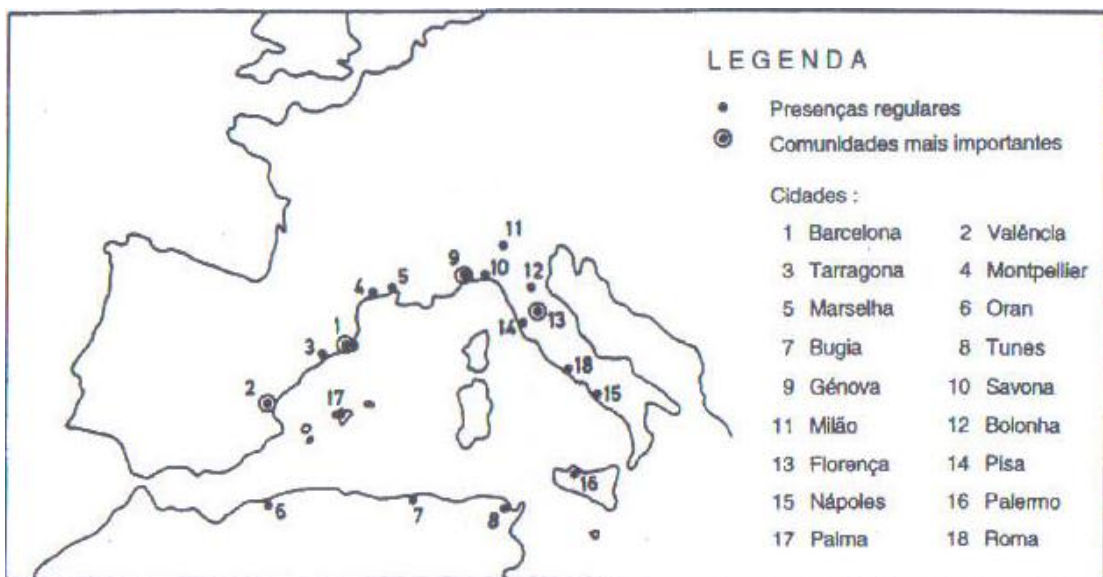 LEGENDA
Presenças regulares
Comunidades mais importantes
Cidades :
1 Barcelona 2 Valência
3 Tarragona 4 Montpellier
5 Marselha 6 Oran
7 Bugia 8 Tunes
9 Génova 10 Savona
11 Milão 12 Bolonha
13 Florença 14 Pisa
15 Nápoles 16 Palermo
17 Palma 18 Roma
11
9
10
12
4
5
13
14
1
3
18
2
17
15
16
6
7
8